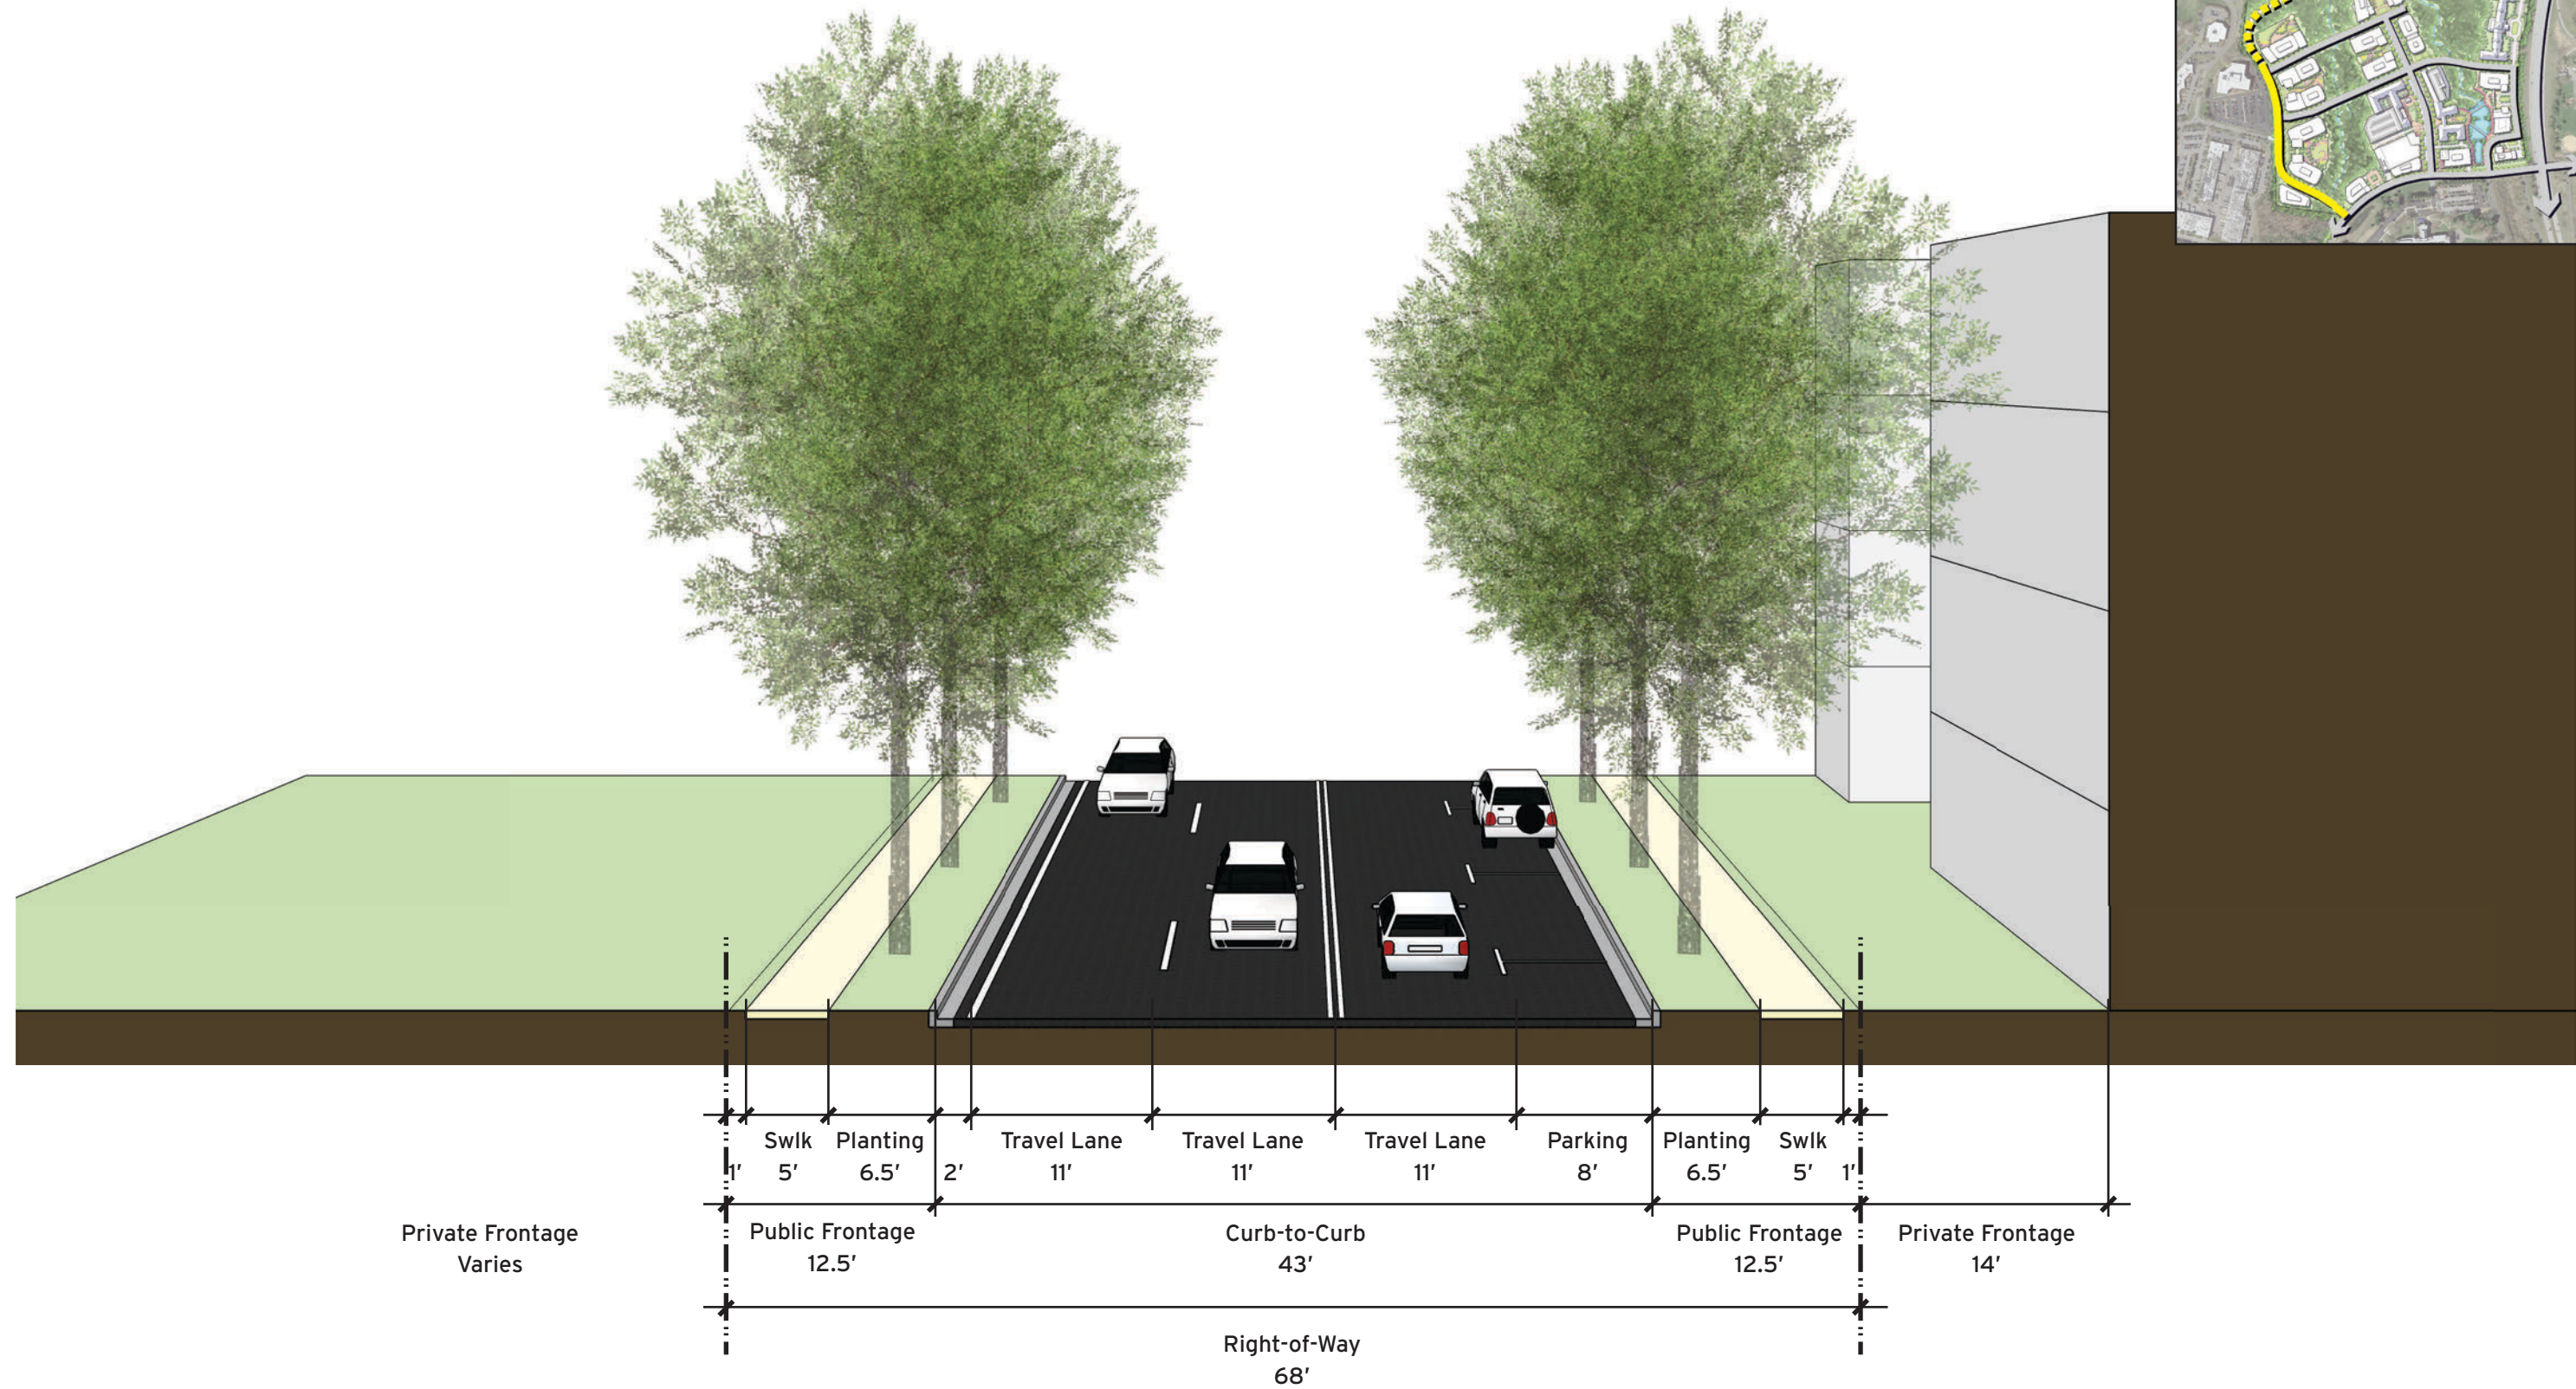 Swlk Planting Travel Lane Travel Lane Travel Lane Parking Planting Swlk
1' 5' 6.5' 2' 11' 11' 11' 8' 6.5' 5' 1'
Private Frontage Public Frontage Curb-to-Curb Public Frontage Private Frontage
Varies 12.5' 43' 12.5' 14'
Right-of-Way
68'